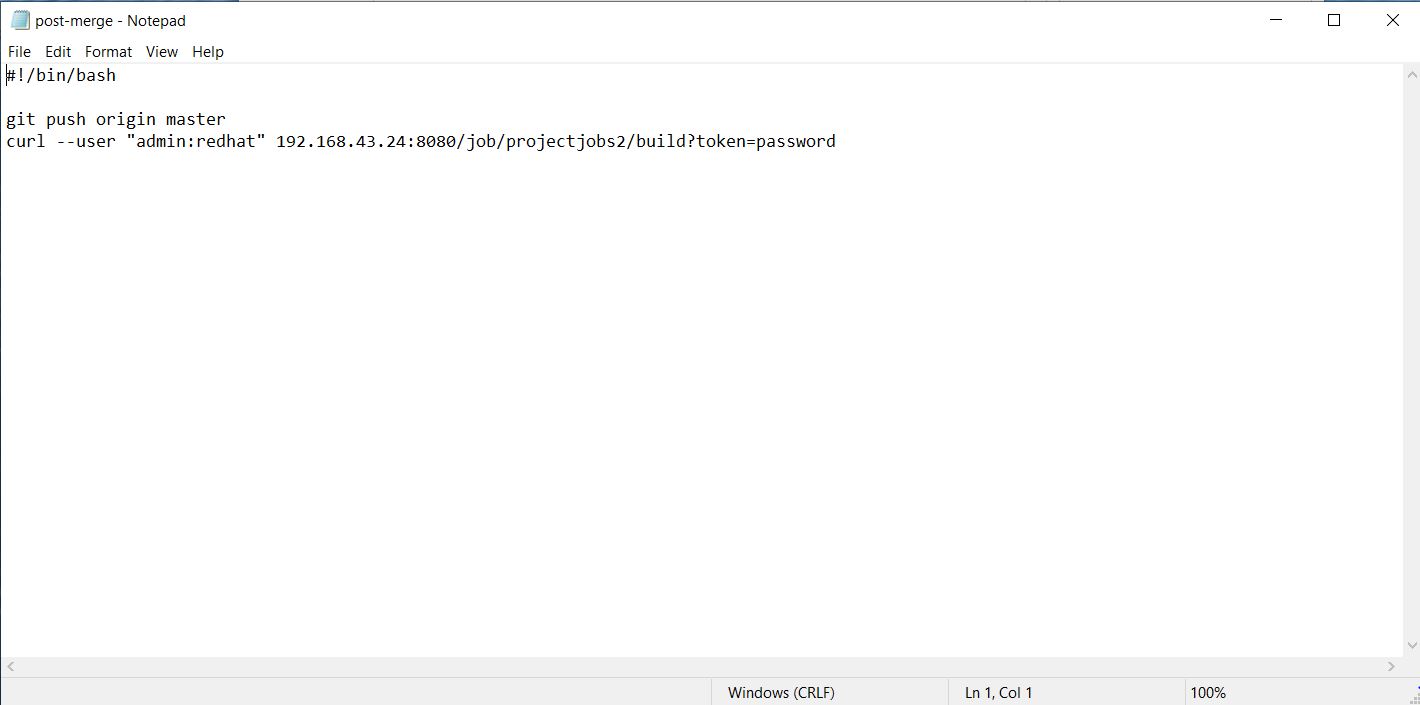 post-merge - Notepad
File Edit Format View Help
#!/bin/bash
git push origin master
curl --user "admin:redhat" 192.168.43.24:8080/job/projectjobs2/build?token=password
Windows (CRLF) Ln 1, Col 1 100%